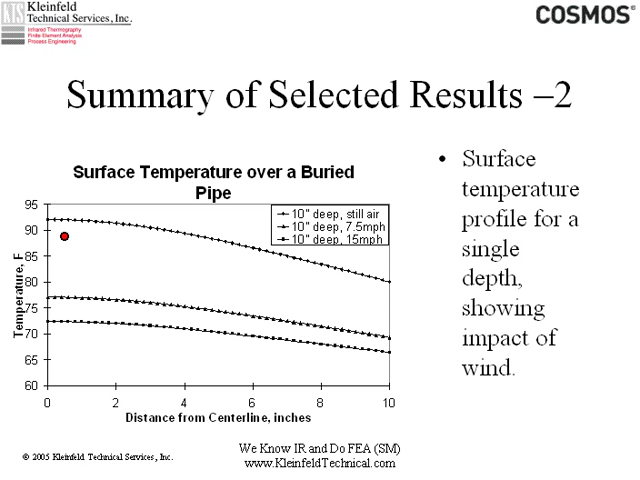 KTS
Kleinfeld
Technical Services, Inc.
Infrared Thermography
Finite Element Analysis
Process Engineering
COSMOS®
Summary of Selected Results –2
Surface Temperature over a Buried
Pipe
10" deep, still air
10" deep, 7.5mph
10" deep, 15mph
Temperature, F
95
90
85
80
75
70
65
60
0 2 4 6 8 10
Distance from Centerline, inches
• Surface
temperature
profile for a
single
depth,
showing
impact of
wind.
© 2005 Kleinfeld Technical Services, Inc.
We Know IR and Do FEA (SM)
www.KleinfeldTechnical.com